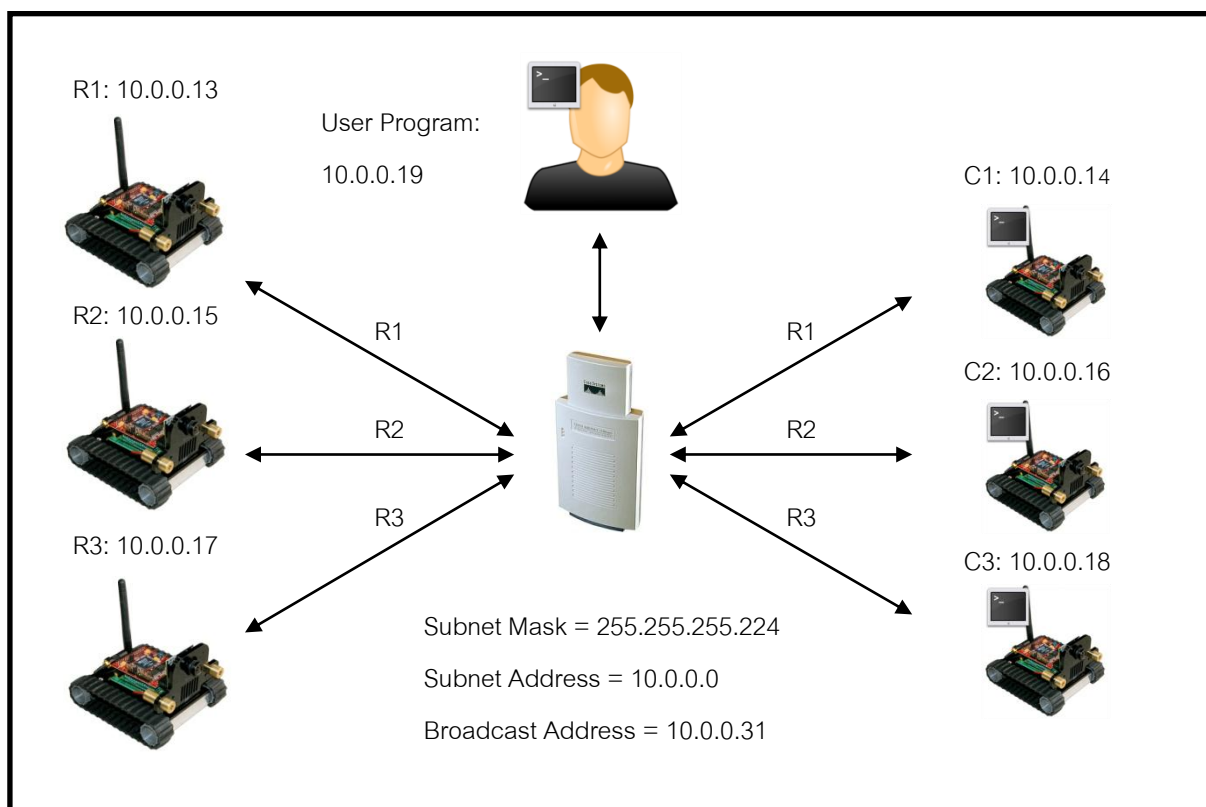 R1: 10.0.0.13
User Program:
10.0.0.19
C1: 10.0.0.14
R2: 10.0.0.15
R1
R1
C2: 10.0.0.16
R2
R2
R3: 10.0.0.17
R3
R3
C3: 10.0.0.18
Subnet Mask = 255.255.255.224
Subnet Address = 10.0.0.0
Broadcast Address = 10.0.0.31
>_
>_
>_
>_